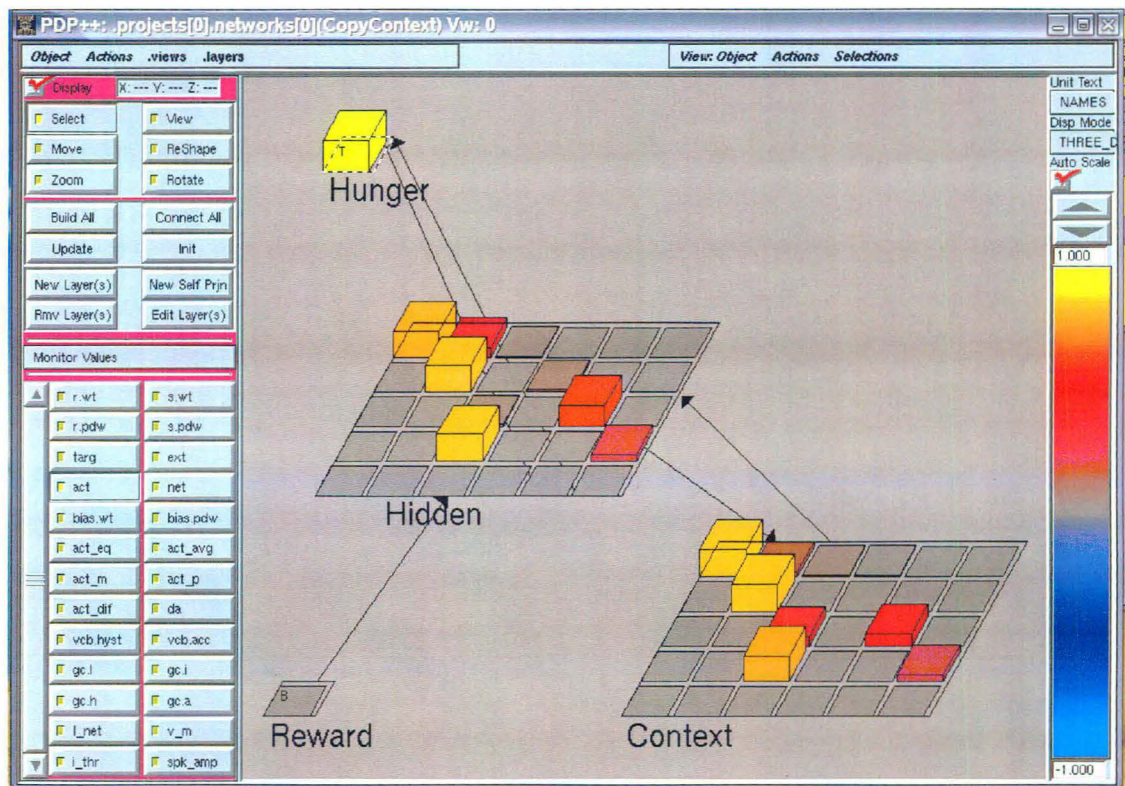 PDP++: .projects[0].networks[0](CopyContext) Vw: 0
Object Actions .views .layers
View: Object Actions Selections
Display X: --- Y: --- Z: ---
Select View
Move ReShape
Zoom Rotate
Build All Connect All
Update Init
New Layer(s) New Self Prjn
Rmv Layer(s) Edit Layer(s)
Monitor Values
r.wt s.wt
r.pdw s.pdw
targ ext
act net
bias.wt bias.pdw
act_eq act_avg
act_m act_p
act_dif da
vcb.hyst vcb.acc
gc.l gc.i
gc.h gc.a
I_net v_m
i_thr spk_amp
T
Hunger
Hidden
B
Reward
Context
Unit Text
NAMES
Disp Mode
THREE_D
Auto Scale
1.000
-1.000